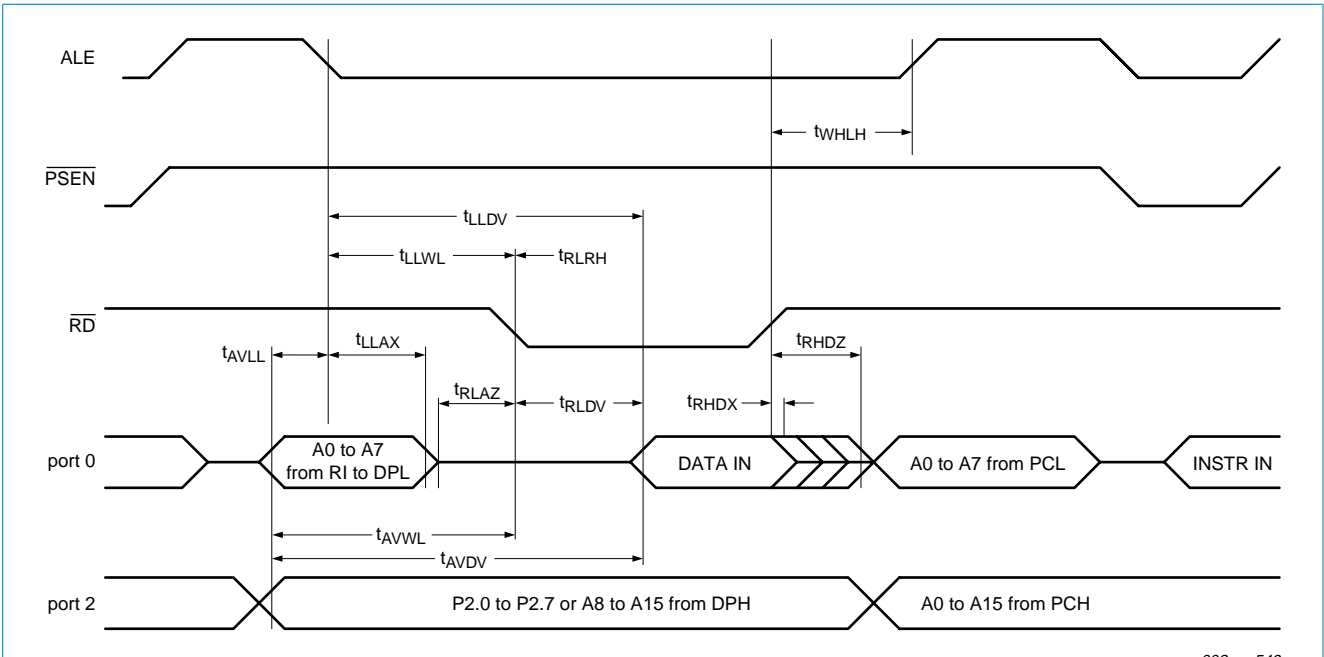 ALE
tWHLH
PSEN
tLLDV
tLLWL
tRLRH
RD
tAVLL
tLLAX
tRHDZ
tRLAZ
tRLDV
tRHDX
port 0
A0 to A7
from RI to DPL
DATA IN
A0 to A7 from PCL
INSTR IN
tAVWL
tAVDV
port 2
P2.0 to P2.7 or A8 to A15 from DPH
A0 to A15 from PCH